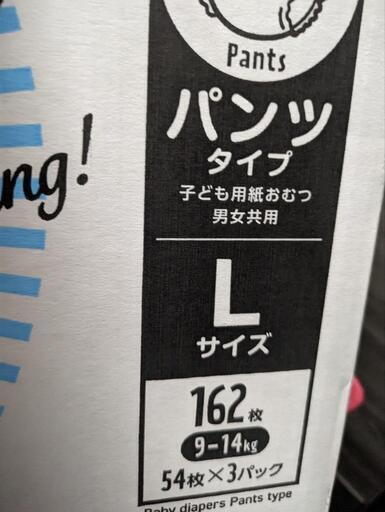 Pants
パンツ
タイプ
子ども用紙おむつ
男女共用
L
サイズ
162枚
9-14kg
54枚×3パック
Baby diapers Pants type